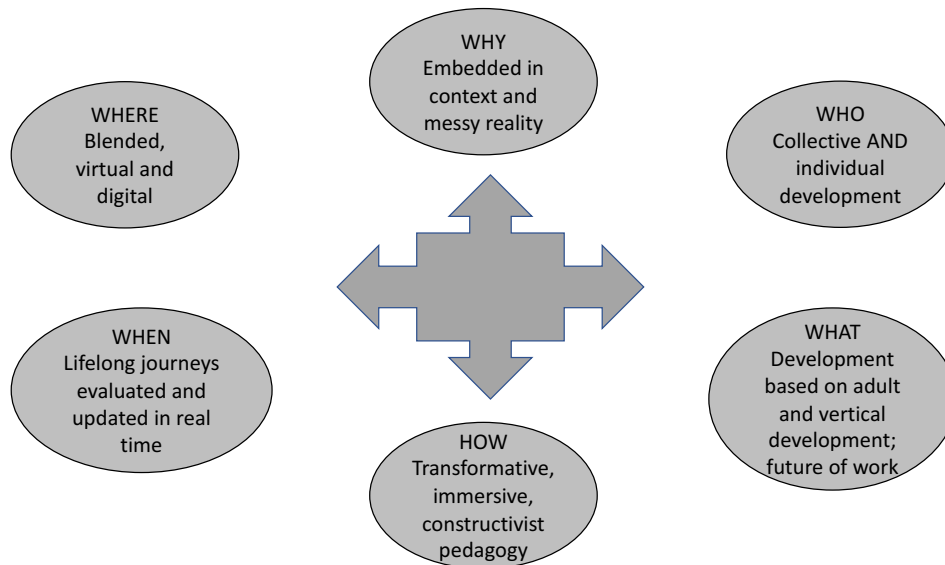 WHY
Embedded in
context and
messy reality
WHO
Collective AND
individual
development
WHAT
Development
based on adult
and vertical
development;
future of work
HOW
Transformative,
immersive,
constructivist
pedagogy
WHEN
Lifelong journeys
evaluated and
updated in real
time
WHERE
Blended,
virtual and
digital